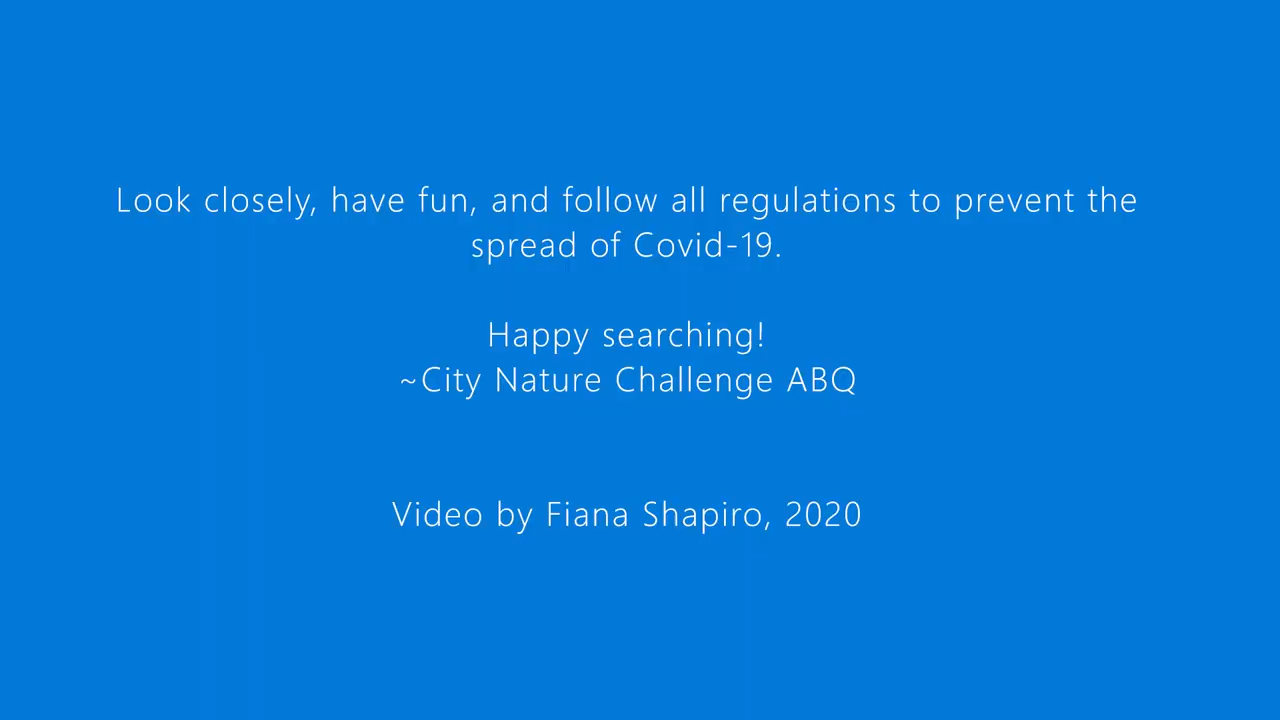 Look closely, have fun, and follow all regulations to prevent the
spread of Covid-19.
Happy searching!
~City Nature Challenge ABQ
Video by Fiana Shapiro, 2020